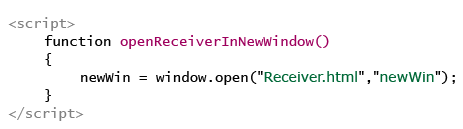 <script>
function openReceiverInNewWindow()
{
newWin = window.open("Receiver.html","newWin");
}
</script>